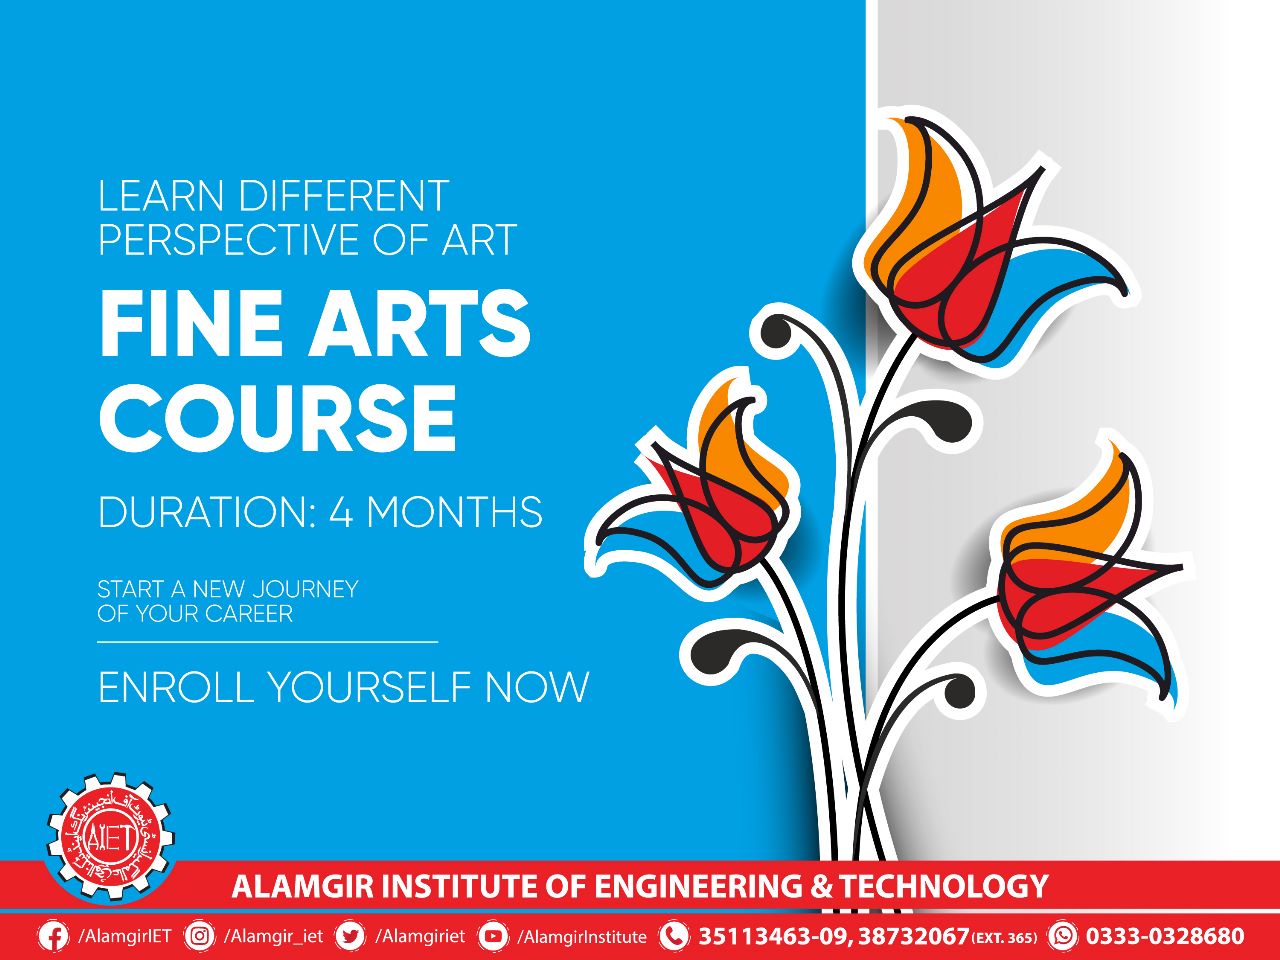 LEARN DIFFERENT
PERSPECTIVE OF ART
FINE ARTS
COURSE
DURATION: 4 MONTHS
START A NEW JOURNEY
OF YOUR CAREER
ENROLL YOURSELF NOW
AIET
ALAMGIR INSTITUTE OF ENGINEERING & TECHNOLOGY
/AlamgirIET /Alamgir_iet /Alamgiriet /AlamgirInstitute 35113463-09, 38732067 (EXT. 365) 0333-0328680